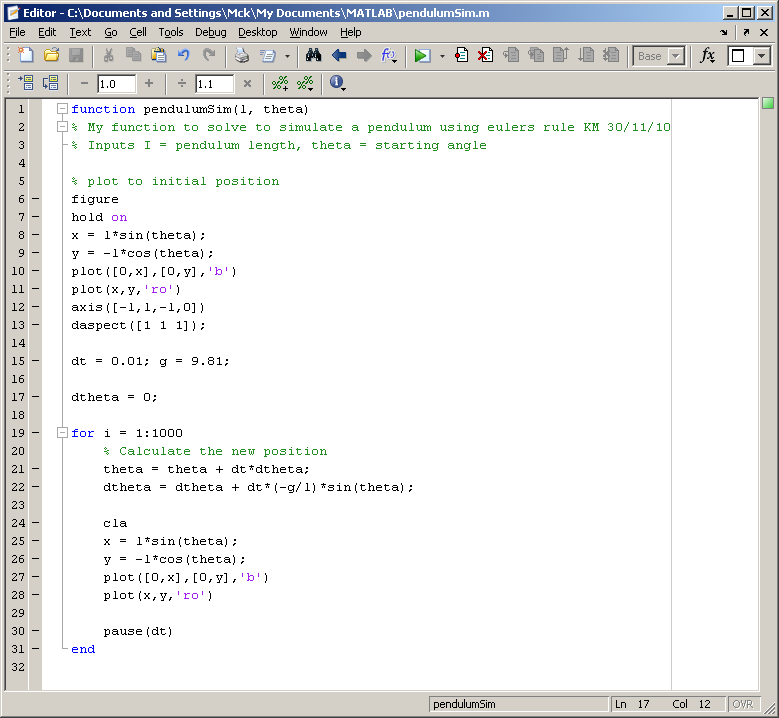 Editor - C:\Documents and Settings\Mck\My Documents\MATLAB\pendulumSim.m
File Edit Text Go Cell Tools Debug Desktop Window Help
Base fx
- 1.0 + ÷ 1.1 ×
1 function pendulumSim(l, theta)
2 % My function to solve to simulate a pendulum using eulers rule KM 30/11/10
3 % Inputs I = pendulum length, theta = starting angle
4
5 % plot to initial position
6 figure
7 hold on
8 x = l*sin(theta);
9 y = -l*cos(theta);
10 plot([0,x],[0,y],'b')
11 plot(x,y,'ro')
12 axis([-l,l,-l,0])
13 daspect([1 1 1]);
14
15 dt = 0.01; g = 9.81;
16
17 dtheta = 0;
18
19 for i = 1:1000
20 % Calculate the new position
21 theta = theta + dt*dtheta;
22 dtheta = dtheta + dt*(-g/l)*sin(theta);
23
24 cla
25 x = l*sin(theta);
26 y = -l*cos(theta);
27 plot([0,x],[0,y],'b')
28 plot(x,y,'ro')
29
30 pause(dt)
31 end
32
pendulumSim Ln 17 Col 12 OVR